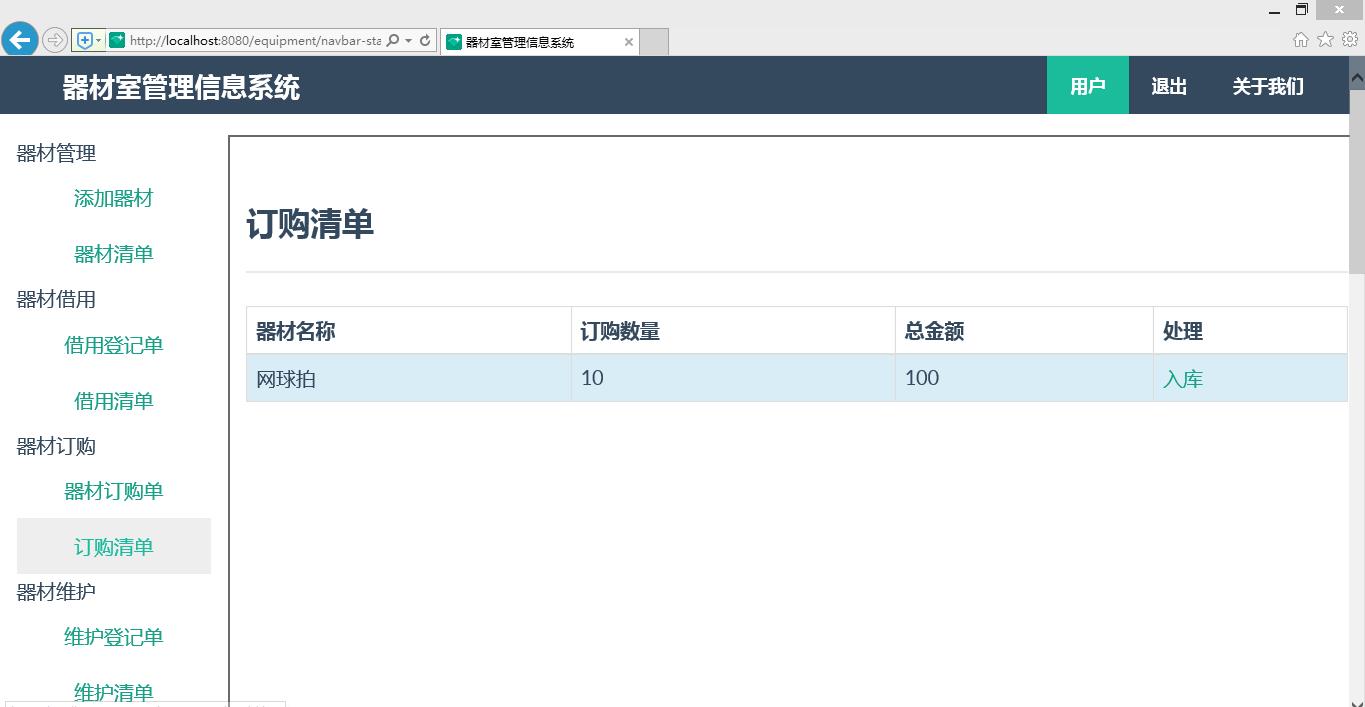 http://localhost:8080/equipment/navbar-sta
器材室管理信息系统
器材室管理信息系统
用户
退出
关于我们
器材管理
添加器材
器材清单
器材借用
借用登记单
借用清单
器材订购
器材订购单
订购清单
器材维护
维护登记单
维护清单
订购清单
器材名称 订购数量 总金额 处理
网球拍 10 100 入库